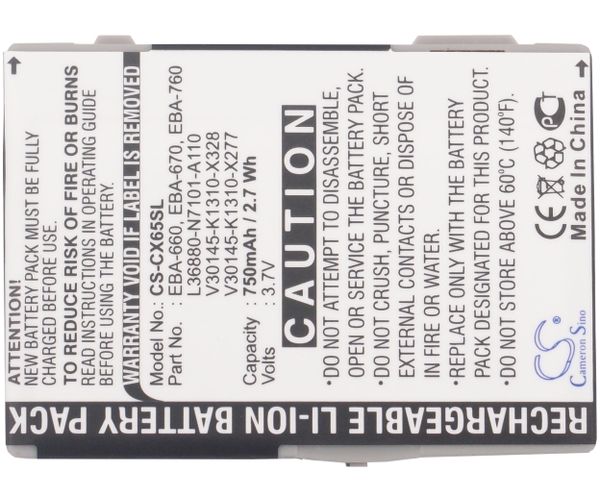 ATTENTION!
NEW BATTERY PACK MUST BE FULLY
CHARGED BEFORE USE.
TO REDUCE RISK OF FIRE OR BURNS
READ INSTRUCTIONS IN OPERATING GUIDE
BEFORE USE.
WARRANTY VOID IF LABEL IS REMOVED
Model No.: CS-CX65SL
Part No.: EBA-660, EBA-670, EBA-760
L36880-N7101-A110
V30145-K1310-X328
V30145-K1310-X277
Capacity : 750mAh / 2.7 Wh
Volts : 3.7V
CAUTION
• DO NOT ATTEMPT TO DISASSEMBLE,
OPEN OR SERVICE THE BATTERY PACK.
• DO NOT CRUSH, PUNCTURE, SHORT
EXTERNAL CONTACTS OR DISPOSE OF
IN FIRE OR WATER.
• REPLACE BATTERY ONLY WITH THE
BATTERY SPECIFIED FOR THIS PRODUCT.
• DO NOT STORE ABOVE 60°C (140°F).
CS®
Cameron Sino
CE PCT
Made In China
RECHARGEABLE LI-ION BATTERY PACK